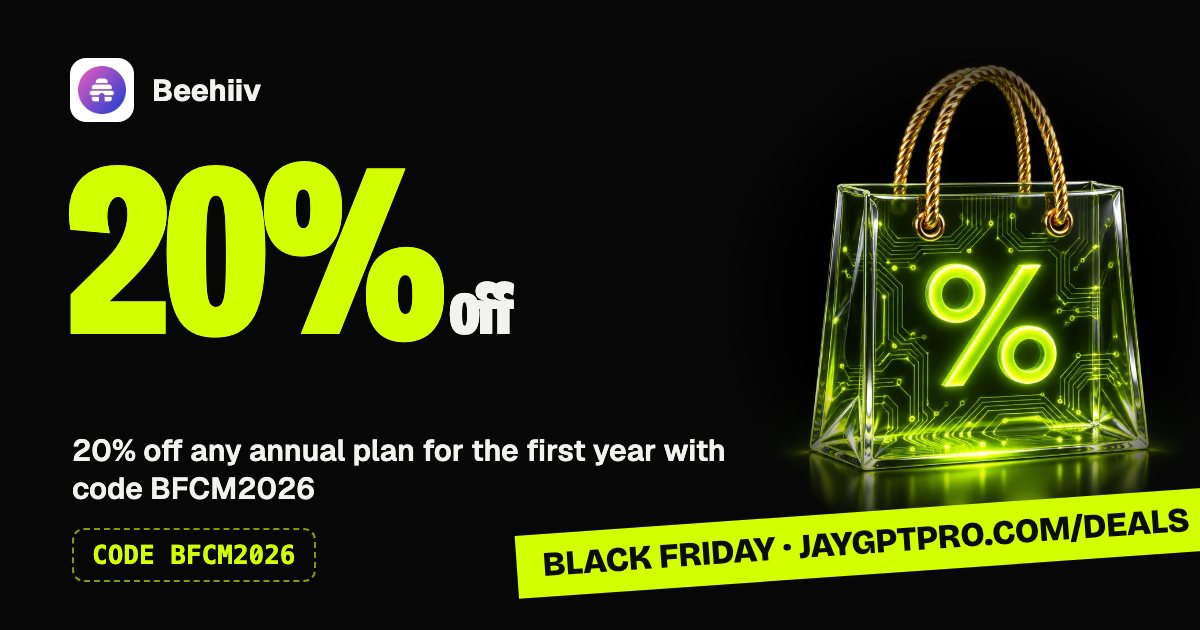 Beehiiv
20% off
20% off any annual plan for the first year with
code BFCM2026
CODE BFCM2026
%
BLACK FRIDAY · JAYGPTPRO.COM/DEALS